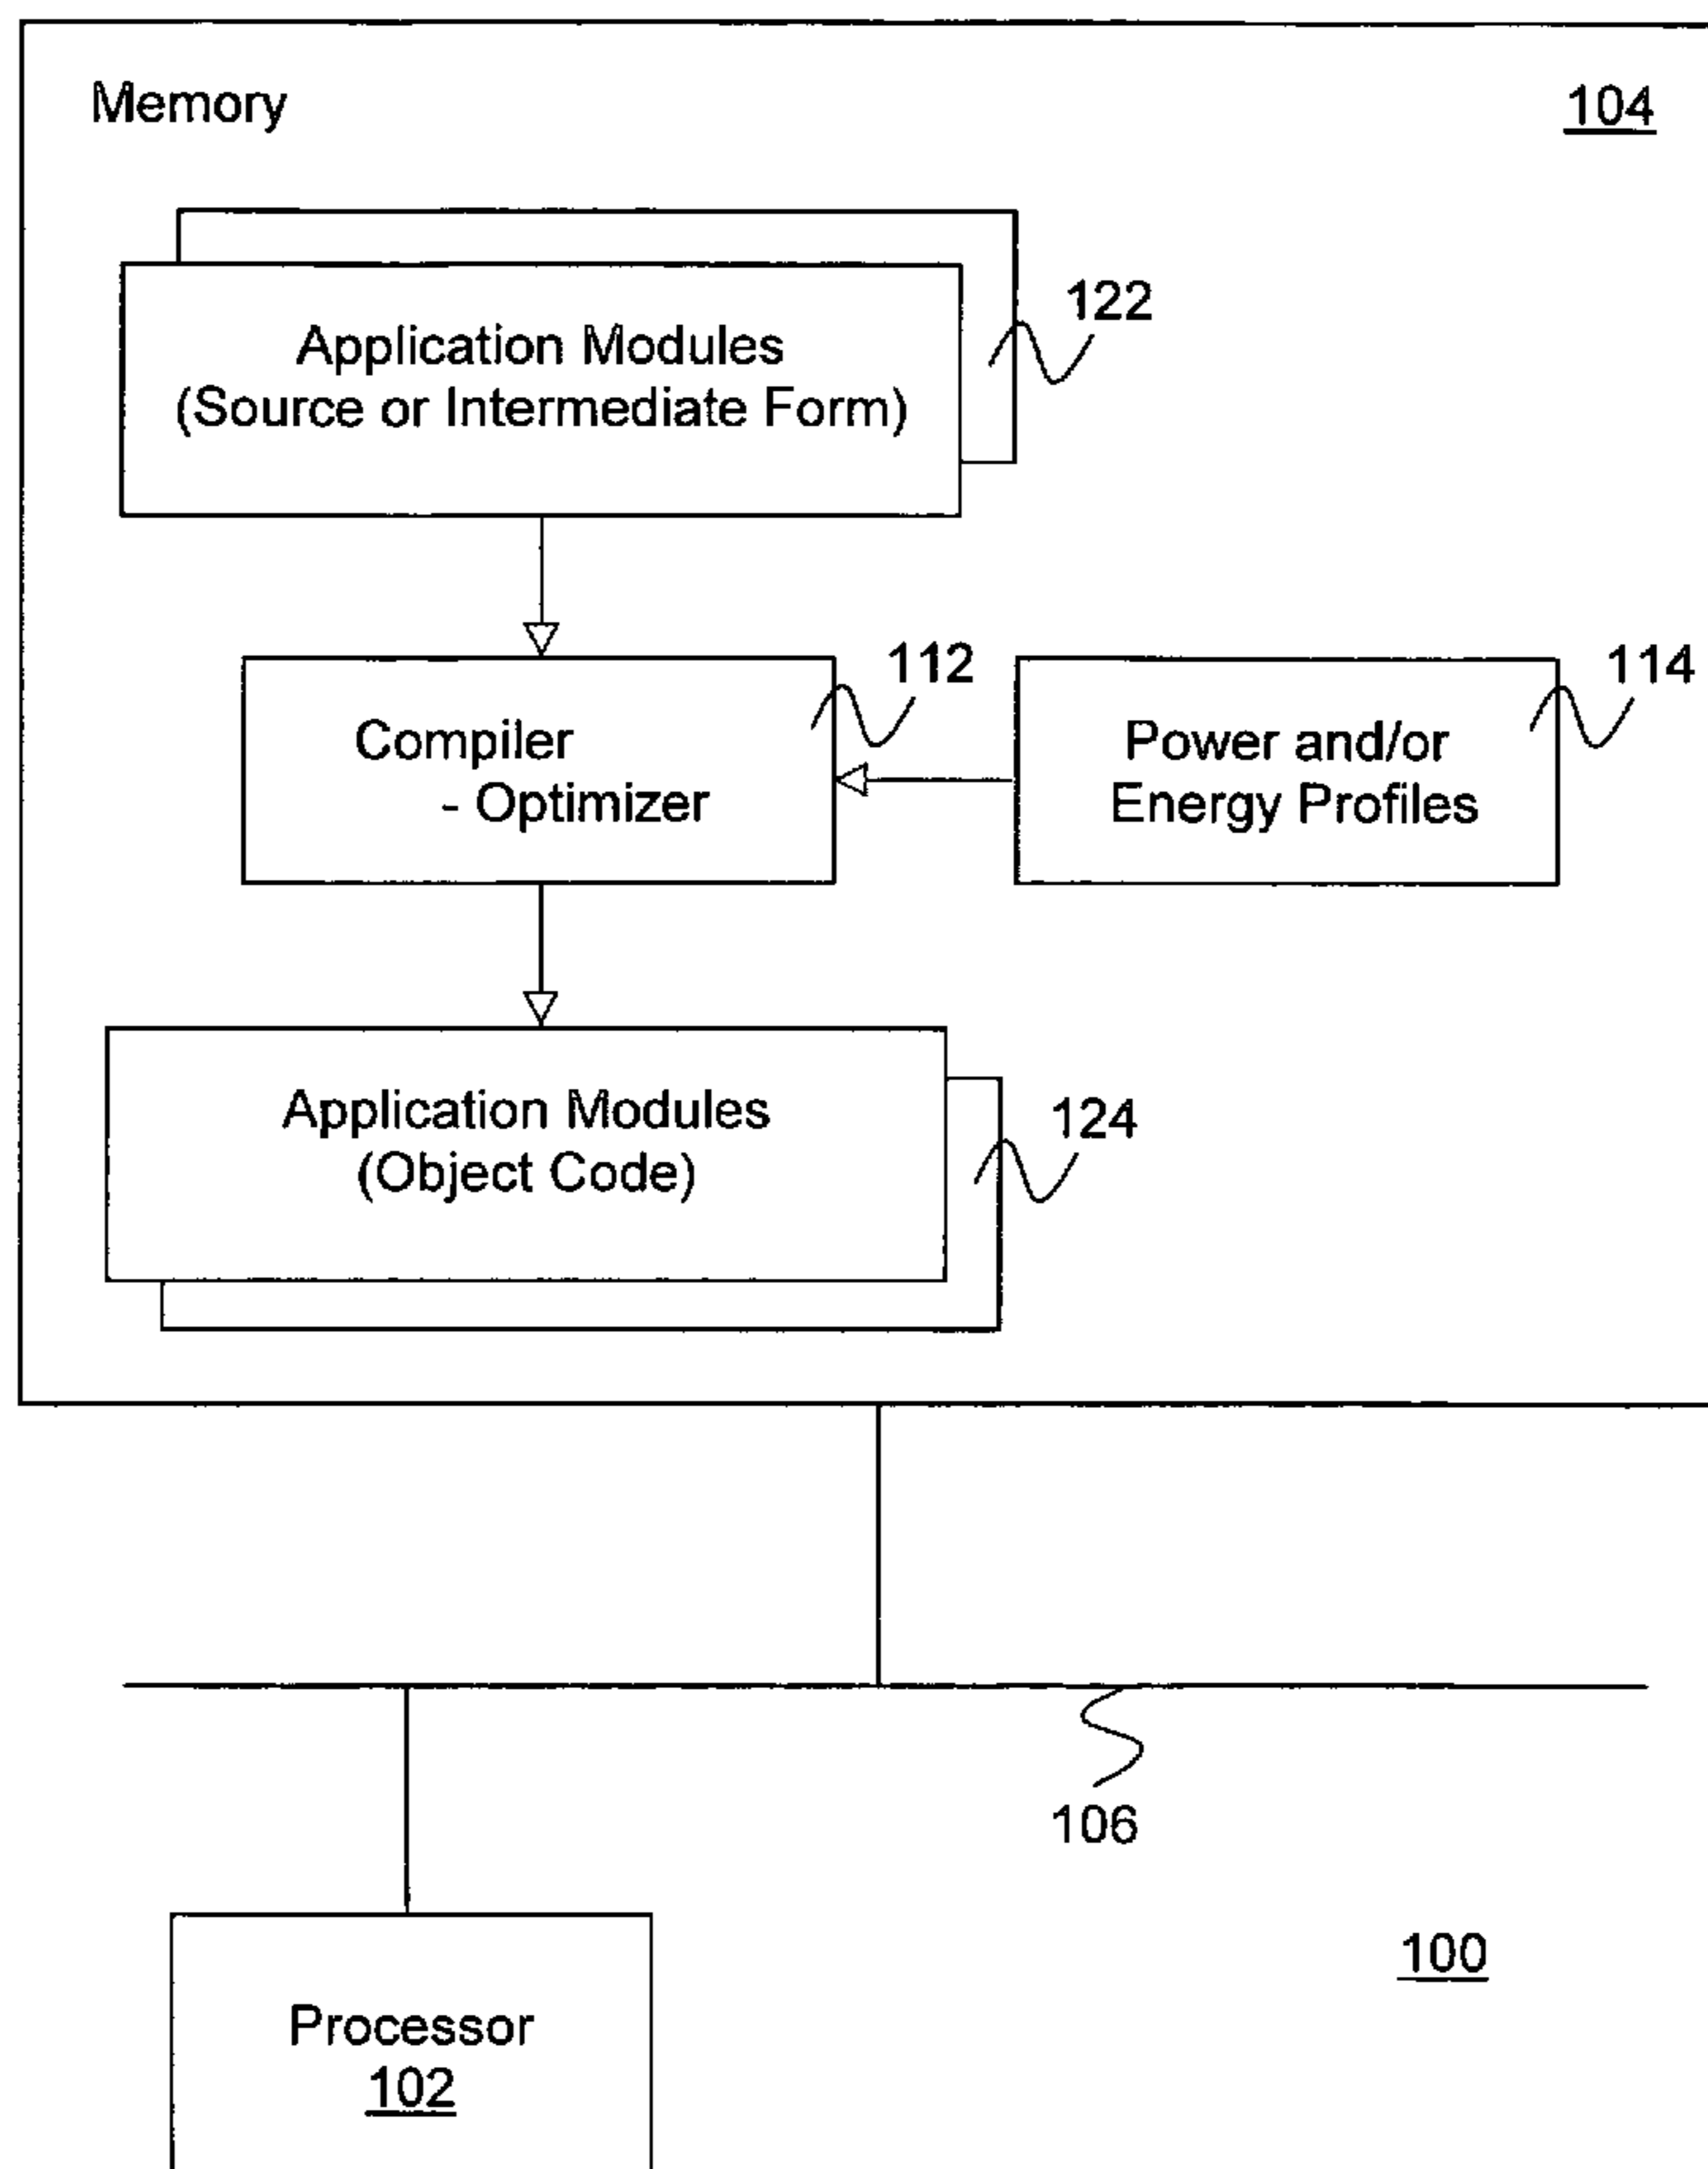 Memory
104
Application Modules
(Source or Intermediate Form)
122
Compiler
- Optimizer
112
Power and/or
Energy Profiles
114
Application Modules
(Object Code)
124
106
100
Processor
102